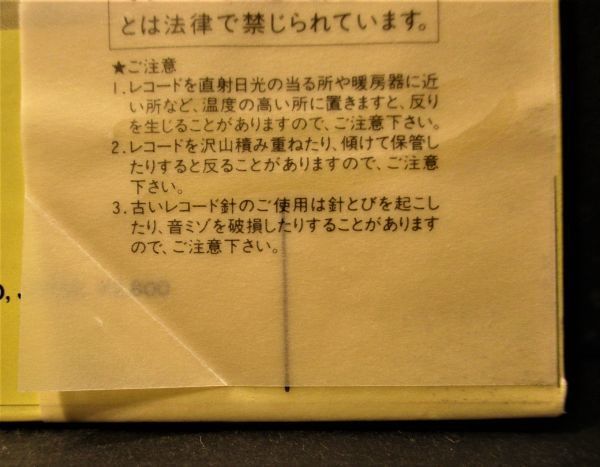 とは法律で禁じられています。
★ご注意
1.レコードを直射日光の当る所や暖房器に近
い所など、温度の高い所に置きますと、反り
を生じることがありますので、ご注意下さい。
2.レコードを沢山積み重ねたり、傾けて保管し
たりすると反ることがありますので、ご注意
下さい。
3.古いレコード針のご使用は針とびを起こし
たり、音ミゾを破損したりすることがあります
ので、ご注意下さい。